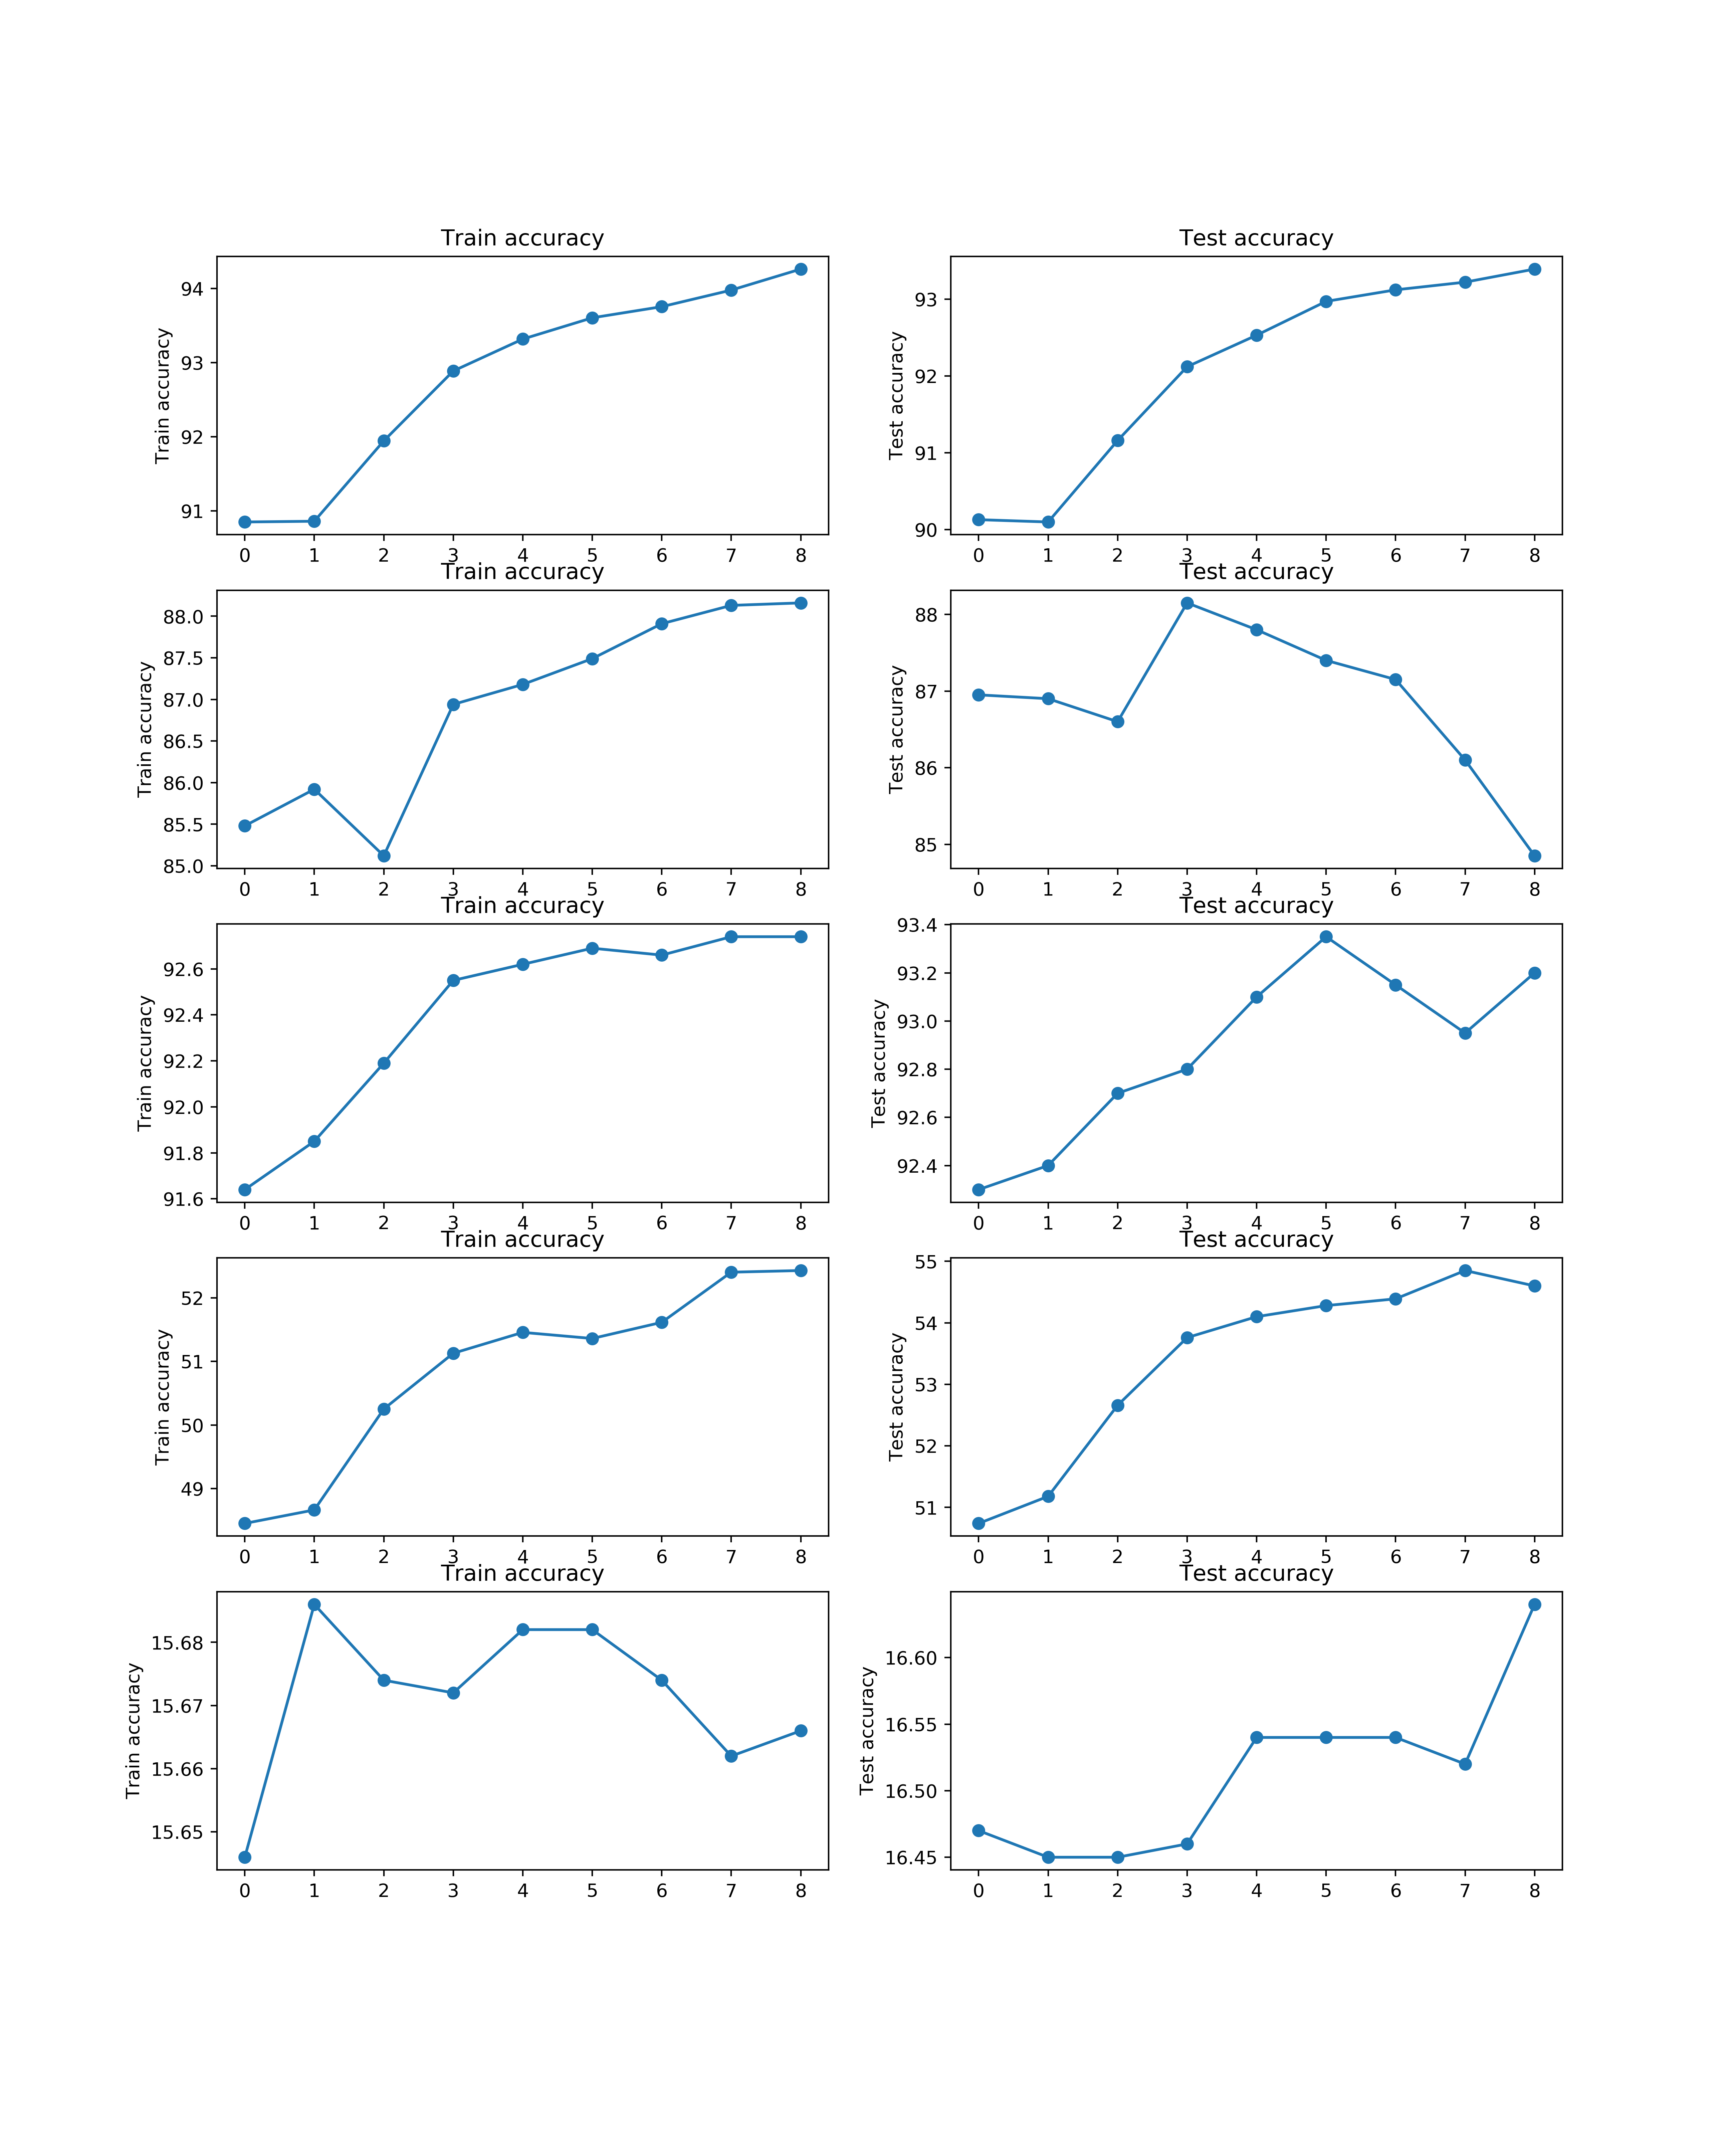 Train accuracy
Train accuracy
94
93
92
91
0 1 2 3 4 5 6 7 8
Test accuracy
Test accuracy
93
92
91
90
0 1 2 3 4 5 6 7 8
Train accuracy
Train accuracy
88.0
87.5
87.0
86.5
86.0
85.5
85.0
0 1 2 3 4 5 6 7 8
Test accuracy
Test accuracy
88
87
86
85
0 1 2 3 4 5 6 7 8
Train accuracy
Train accuracy
92.6
92.4
92.2
92.0
91.8
91.6
0 1 2 3 4 5 6 7 8
Test accuracy
Test accuracy
93.4
93.2
93.0
92.8
92.6
92.4
0 1 2 3 4 5 6 7 8
Train accuracy
Train accuracy
52
51
50
49
0 1 2 3 4 5 6 7 8
Test accuracy
Test accuracy
55
54
53
52
51
0 1 2 3 4 5 6 7 8
Train accuracy
Train accuracy
15.68
15.67
15.66
15.65
0 1 2 3 4 5 6 7 8
Test accuracy
Test accuracy
16.60
16.55
16.50
16.45
0 1 2 3 4 5 6 7 8